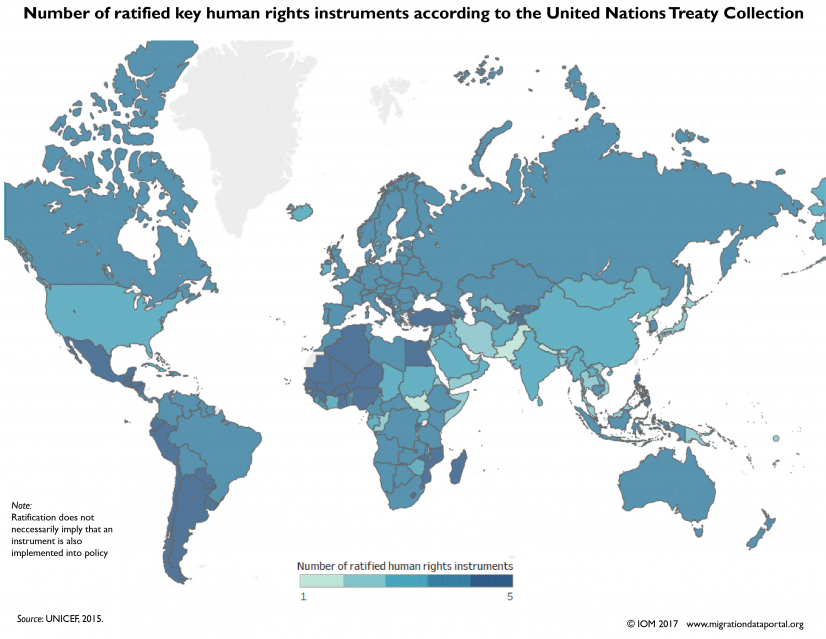 Number of ratified key human rights instruments according to the United Nations Treaty Collection
Note:
Ratification does not
neccessarily imply that an
instrument is also
implemented into policy
Number of ratified human rights instruments
1 5
Source: UNICEF, 2015.
© IOM 2017 www.migrationdataportal.org